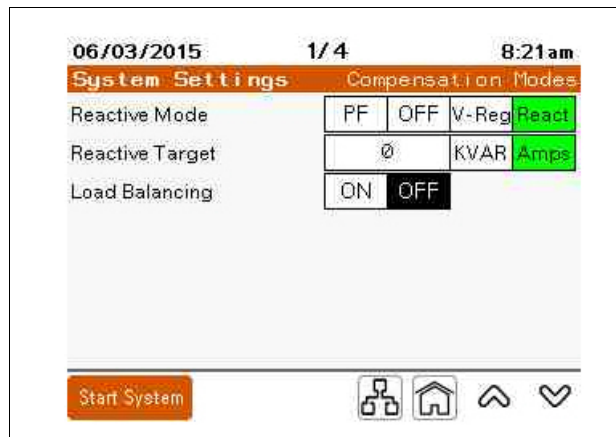 06/03/2015 1/4 8:21am
System Settings Compensation Modes
Reactive Mode PF OFF V-Reg React
Reactive Target 0 KVAR Amps
Load Balancing ON OFF
Start System